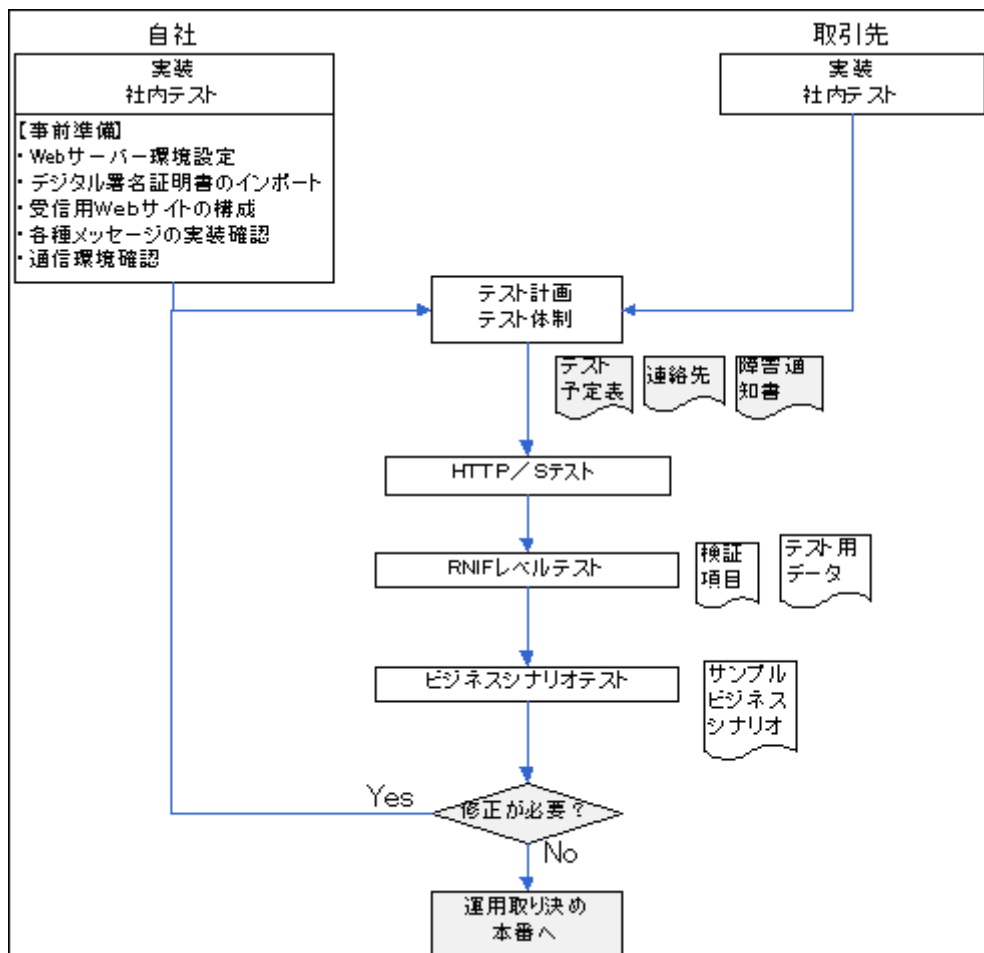 自社
取引先
実装
社内テスト
実装
社内テスト
【事前準備】
・Webサーバー環境設定
・デジタル署名証明書のインポート
・受信用Webサイトの構成
・各種メッセージの実装確認
・通信環境確認
テスト計画
テスト体制
テスト
予定表
連絡先
障害通
知書
HTTP／Sテスト
RNIFレベルテスト
検証
項目
テスト用
データ
ビジネスシナリオテスト
サンプル
ビジネス
シナリオ
Yes
修正が必要？
No
運用取り決め
本番へ